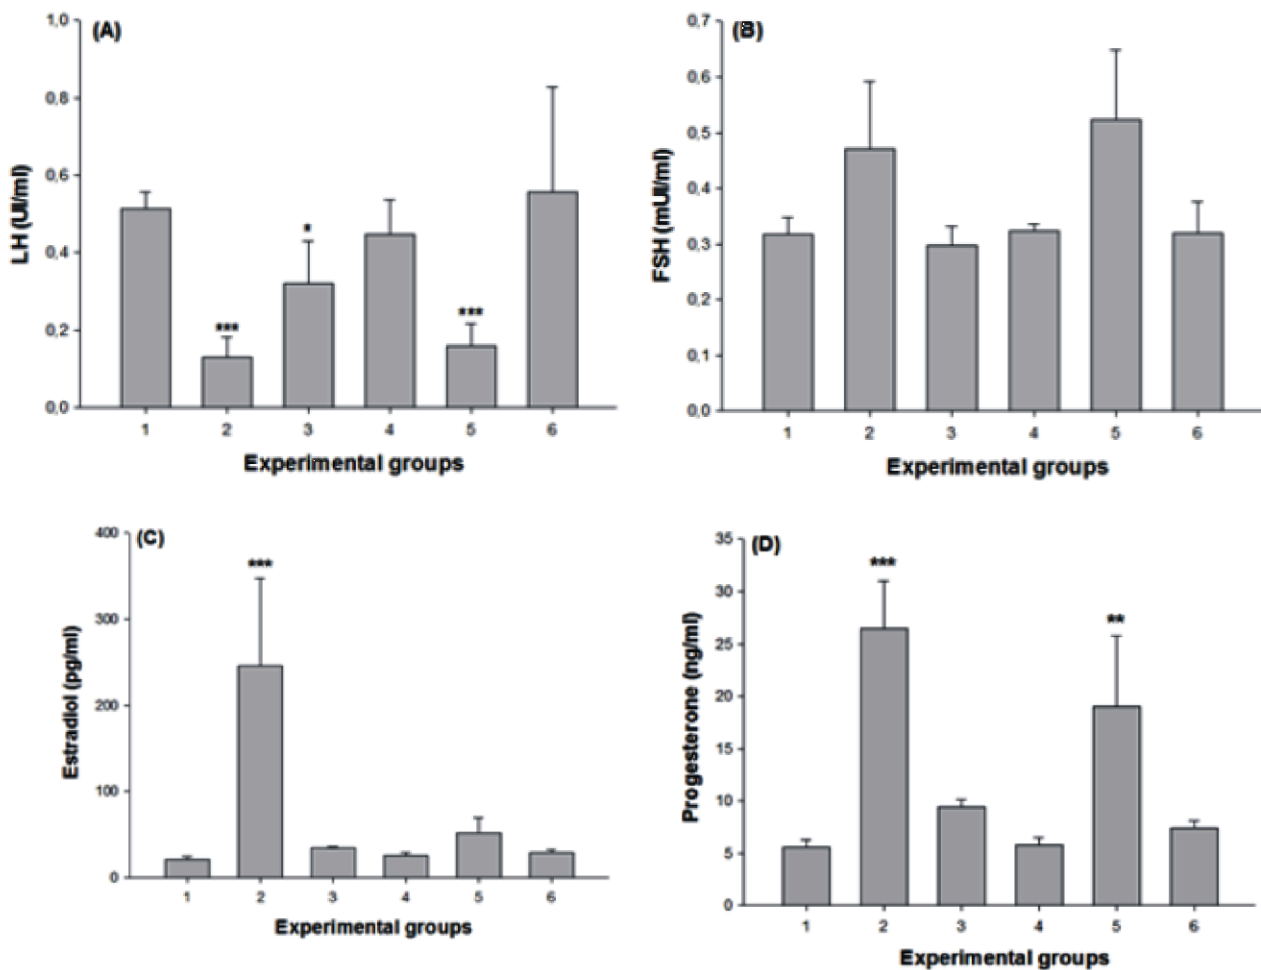 (A)
1,0
0,8
0,6
0,4
0,2
0,0
LH (UI/ml)
***
*
***
1 2 3 4 5 6
Experimental groups
(B)
0,7
0,6
0,5
0,4
0,3
0,2
0,1
0,0
FSH (mUI/ml)
1 2 3 4 5 6
Experimental groups
(C)
400
300
200
100
0
Estradiol (pg/ml)
***
1 2 3 4 5 6
Experimental groups
(D)
35
30
25
20
15
10
5
0
Progesterone (ng/ml)
***
**
1 2 3 4 5 6
Experimental groups